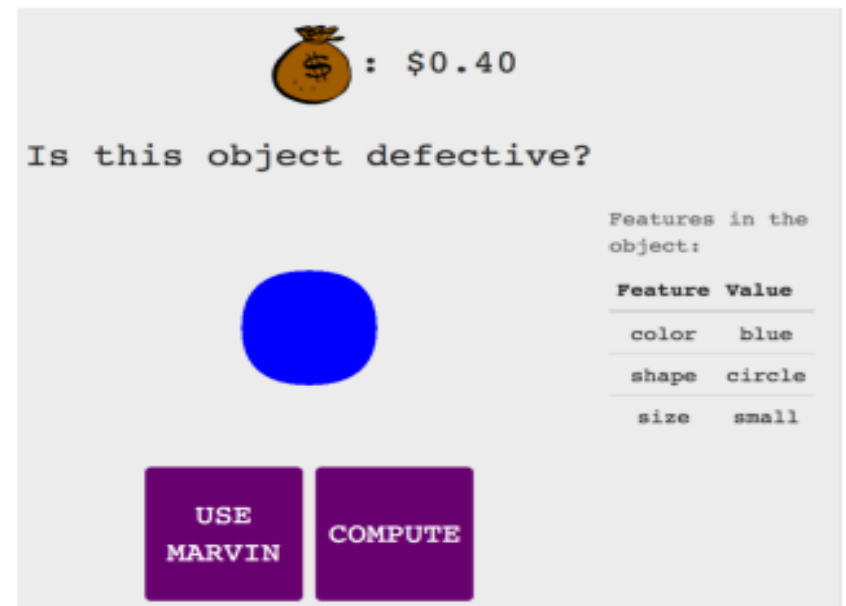 $ : $0.40
Is this object defective?
Features in the
object:
Feature Value
color blue
shape circle
size small
USE
MARVIN
COMPUTE